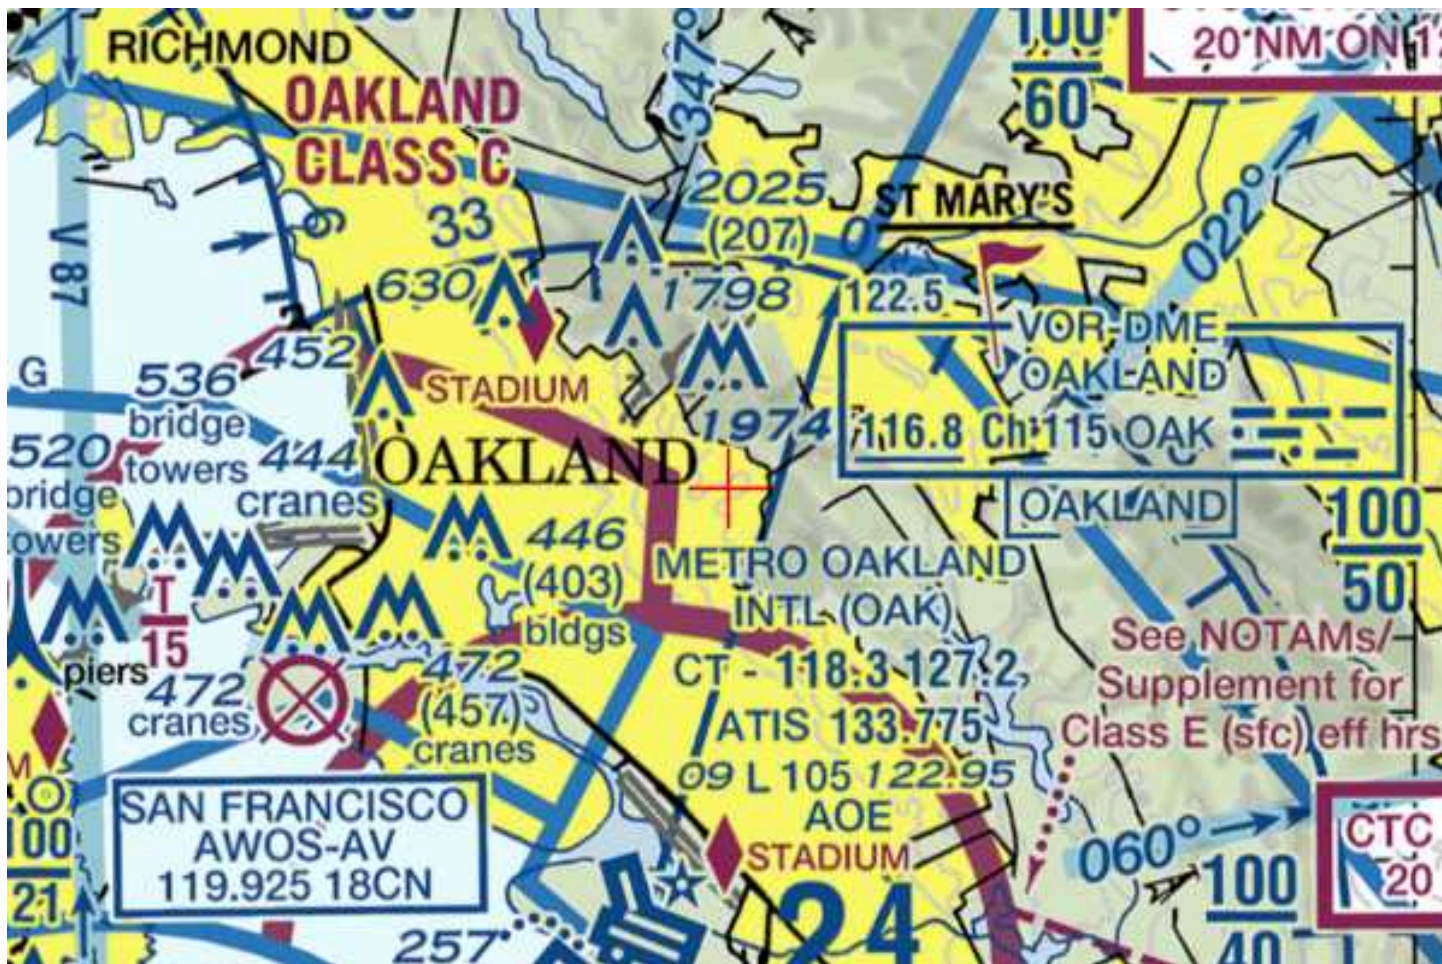 RICHMOND
OAKLAND
CLASS C
33
347°
100
60
20 NM ON 12
2025
(207)
ST MARY'S
022°
V 87
630
1798
122.5
VOR-DME
OAKLAND
116.8 Ch 115 OAK
OAKLAND
G
452
536
bridge
towers
STADIUM
1974
520
bridge
towers
444
cranes
OAKLAND
446
(403)
bldgs
METRO OAKLAND
INTL (OAK)
CT - 118.3 127.2
ATIS 133.775
09 L 105 122.95
AOE
100
50
See NOTAMs/
Supplement for
Class E (sfc) eff hrs
T
15
piers
472
cranes
472
(457)
cranes
SAN FRANCISCO
AWOS-AV
119.925 18CN
100
21
STADIUM
24
257
060°
100
40
CTC
20